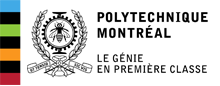 POLYTECHNIQUE
MONTRÉAL
LE GÉNIE
EN PREMIÈRE CLASSE